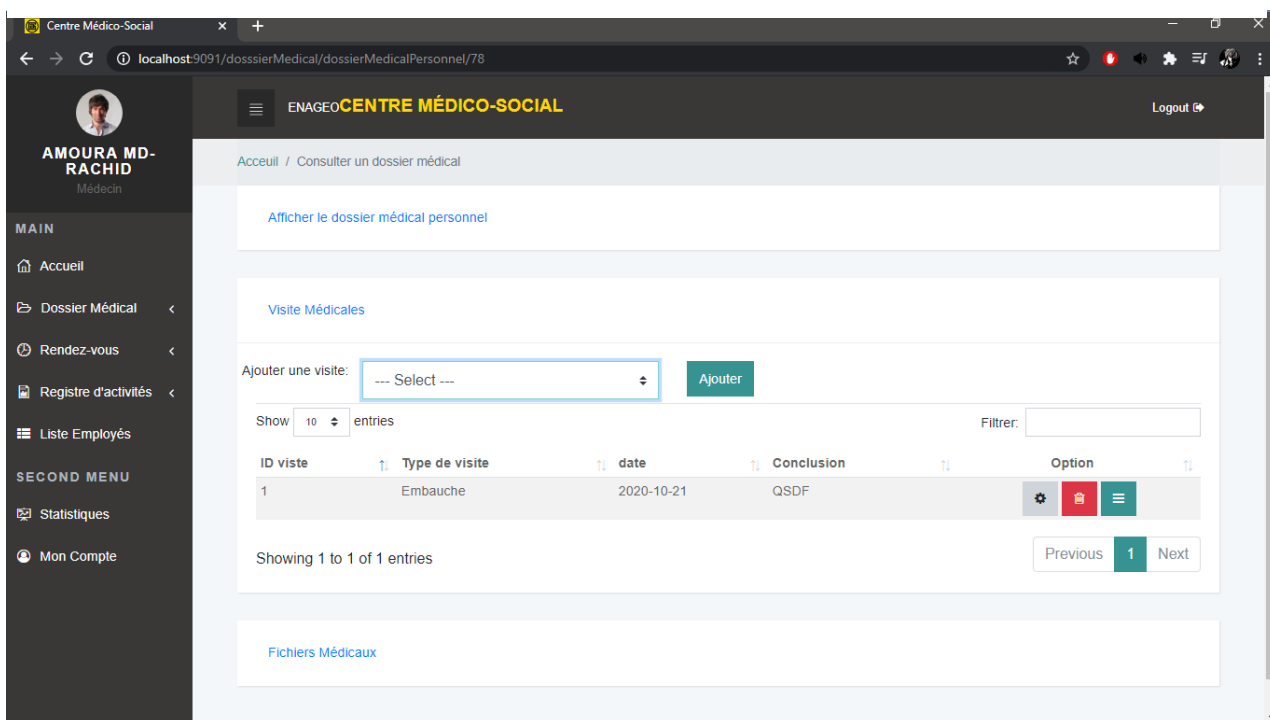 Centre Médico-Social
localhost:9091/dosssierMedical/dossierMedicalPersonnel/78
AMOURA MD-
RACHID
Médecin
MAIN
Accueil
Dossier Médical
Rendez-vous
Registre d'activités
Liste Employés
SECOND MENU
Statistiques
Mon Compte
ENAGEOCENTRE MÉDICO-SOCIAL
Logout
Acceuil / Consulter un dossier médical
Afficher le dossier médical personnel
Visite Médicales
Ajouter une visite: --- Select --- Ajouter
Show 10 entries Filtrer:
ID viste Type de visite date Conclusion Option
1 Embauche 2020-10-21 QSDF
Showing 1 to 1 of 1 entries Previous 1 Next
Fichiers Médicaux